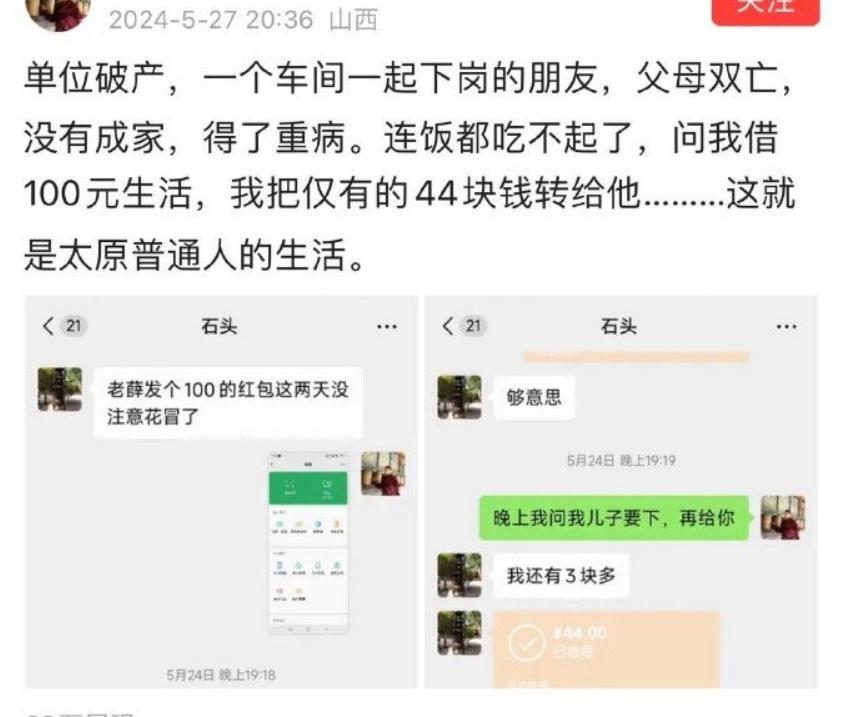 2024-5-27 20:36 山西
关注
单位破产，一个车间一起下岗的朋友，父母双亡，
没有成家，得了重病。连饭都吃不起了，问我借
100元生活，我把仅有的44块钱转给他………这就
是太原普通人的生活。
21
石头
老薛发个100的红包这两天没
注意花冒了
5月24日 晚上19:18
21
石头
够意思
5月24日 晚上19:19
晚上我问我儿子要下，再给你
我还有3块多
¥44.00
已收款